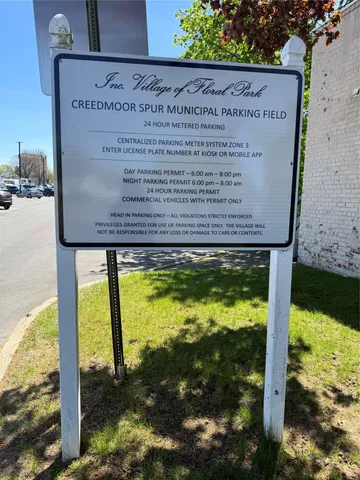 Inc. Village of Floral Park
CREEDMOOR SPUR MUNICIPAL PARKING FIELD
24 HOUR METERED PARKING
CENTRALIZED PARKING METER SYSTEM ZONE 3
ENTER LICENSE PLATE NUMBER AT KIOSK OR MOBILE APP
DAY PARKING PERMIT – 6:00 am – 8:00 pm
NIGHT PARKING PERMIT 6:00 pm – 8:00 am
24 HOUR PARKING PERMIT
COMMERCIAL VEHICLES WITH PERMIT ONLY
HEAD IN PARKING ONLY – ALL VIOLATIONS STRICTLY ENFORCED
PRIVILEGES GRANTED FOR USE OF PARKING SPACE ONLY. THE VILLAGE WILL
NOT BE RESPONSIBLE FOR ANY LOSS OR DAMAGE TO CARS OR CONTENTS.